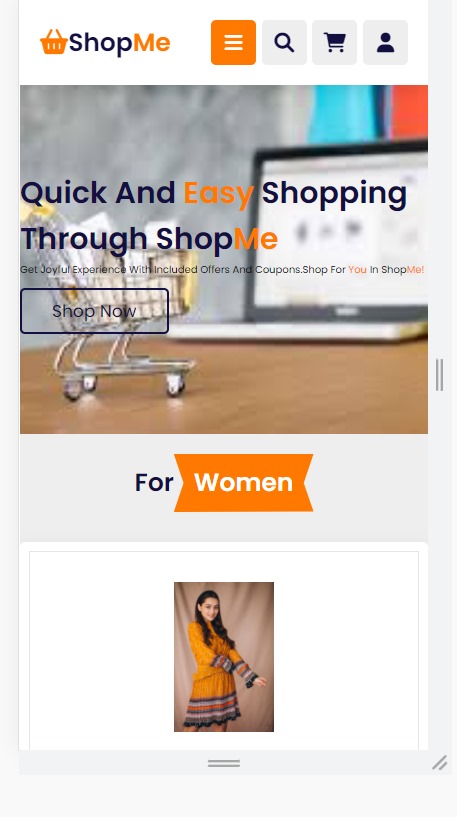 ShopMe
Quick And Easy Shopping
Through ShopMe
Get Joyful Experience With Included Offers And Coupons.Shop For You In ShopMe!
Shop Now
For Women